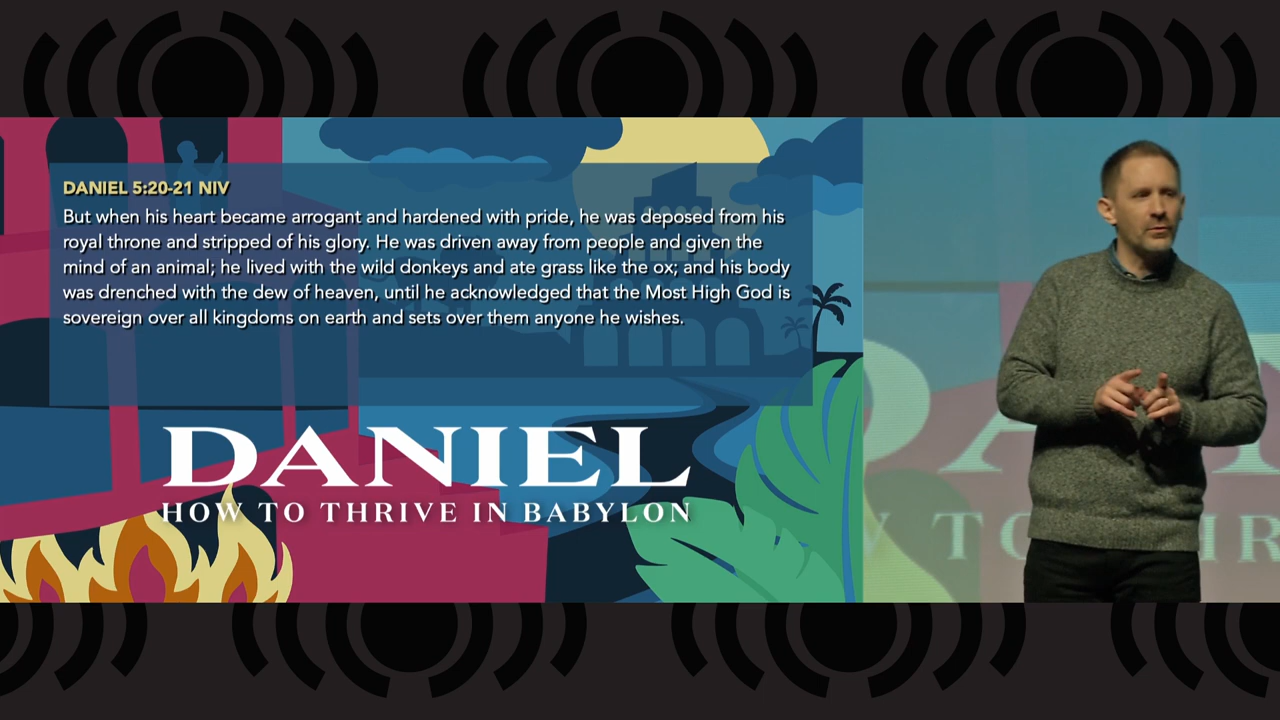 DANIEL 5:20-21 NIV
But when his heart became arrogant and hardened with pride, he was deposed from his
royal throne and stripped of his glory. He was driven away from people and given the
mind of an animal; he lived with the wild donkeys and ate grass like the ox; and his body
was drenched with the dew of heaven, until he acknowledged that the Most High God is
sovereign over all kingdoms on earth and sets over them anyone he wishes.
DANIEL
HOW TO THRIVE IN BABYLON